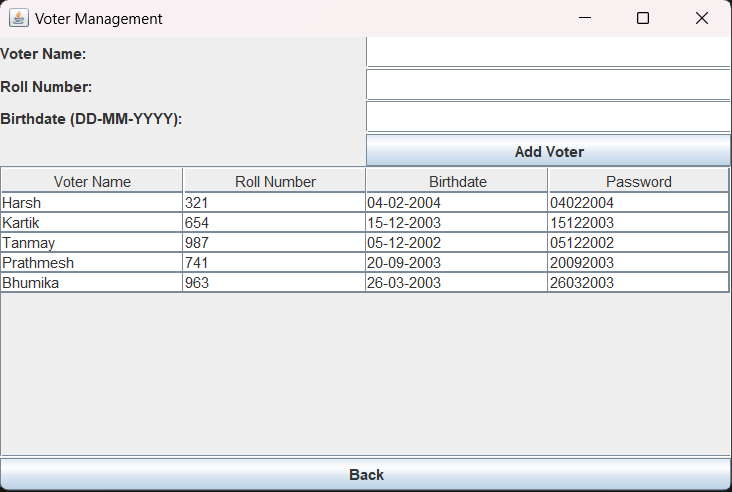 Voter Management
Voter Name:
Roll Number:
Birthdate (DD-MM-YYYY):
Add Voter
Voter Name Roll Number Birthdate Password
Harsh 321 04-02-2004 04022004
Kartik 654 15-12-2003 15122003
Tanmay 987 05-12-2002 05122002
Prathmesh 741 20-09-2003 20092003
Bhumika 963 26-03-2003 26032003
Back